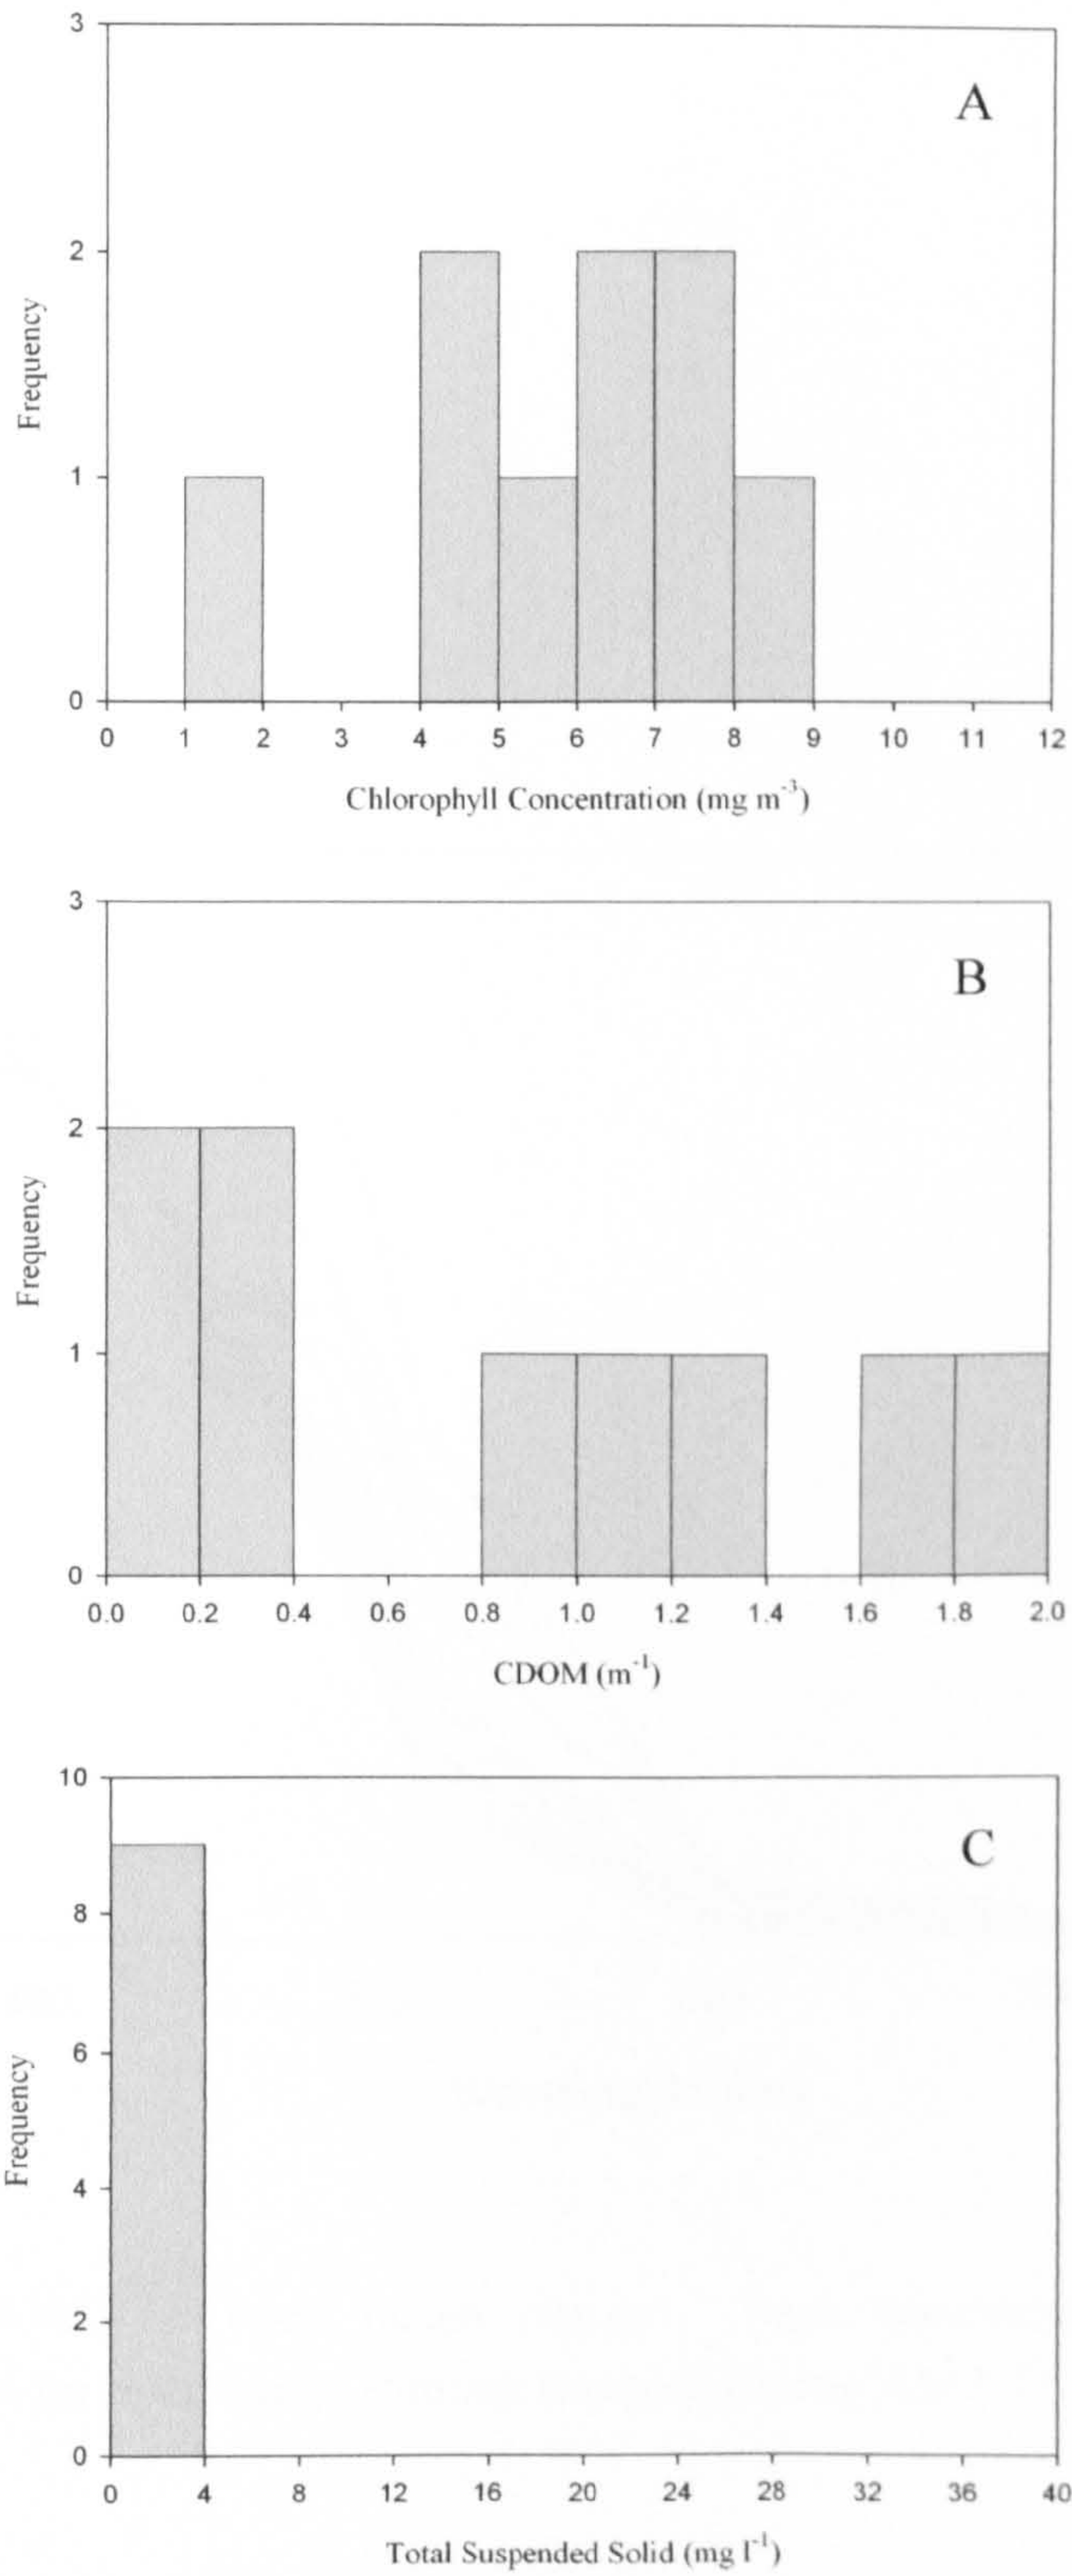 3
A
2
Frequency
1
0
0 1 2 3 4 5 6 7 8 9 10 11 12
Chlorophyll Concentration (mg m⁻³)
3
B
2
Frequency
1
0
0.0 0.2 0.4 0.6 0.8 1.0 1.2 1.4 1.6 1.8 2.0
CDOM (m⁻¹)
10
C
8
6
Frequency
4
2
0
0 4 8 12 16 20 24 28 32 36 40
Total Suspended Solid (mg l⁻¹)